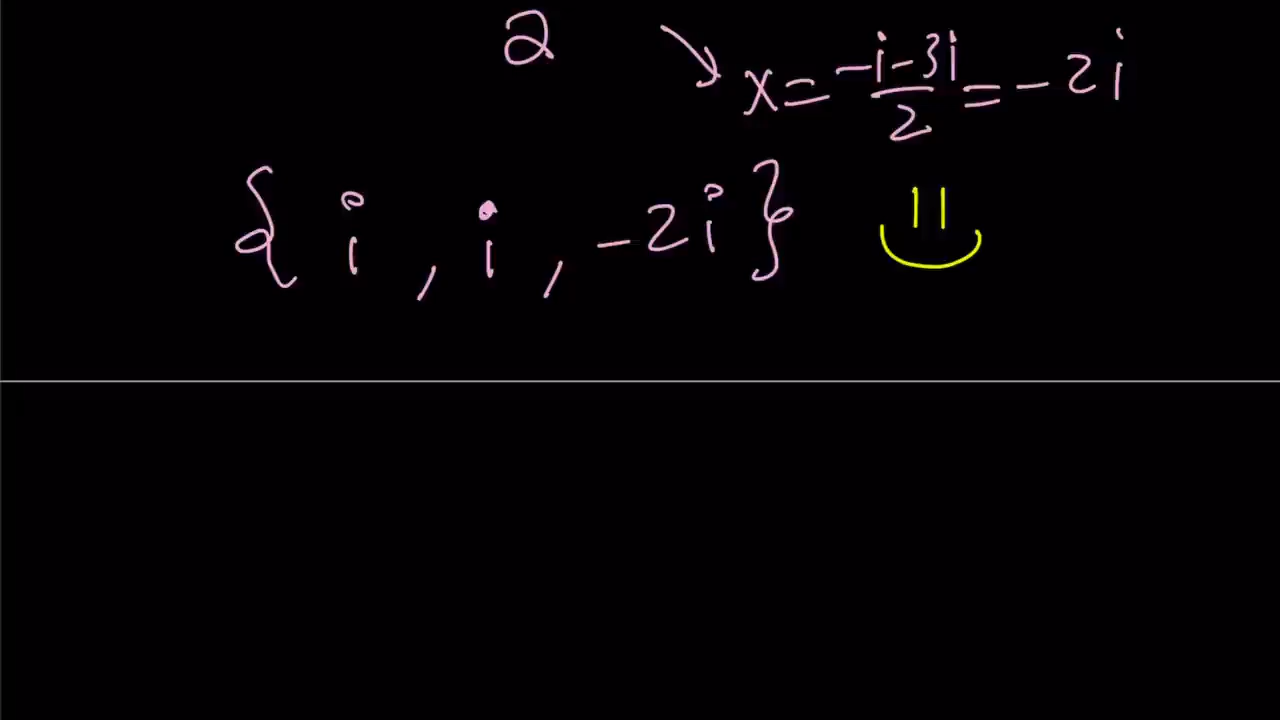 2
x = (-i-3i)/2 = -2i
{ i , i , -2i }